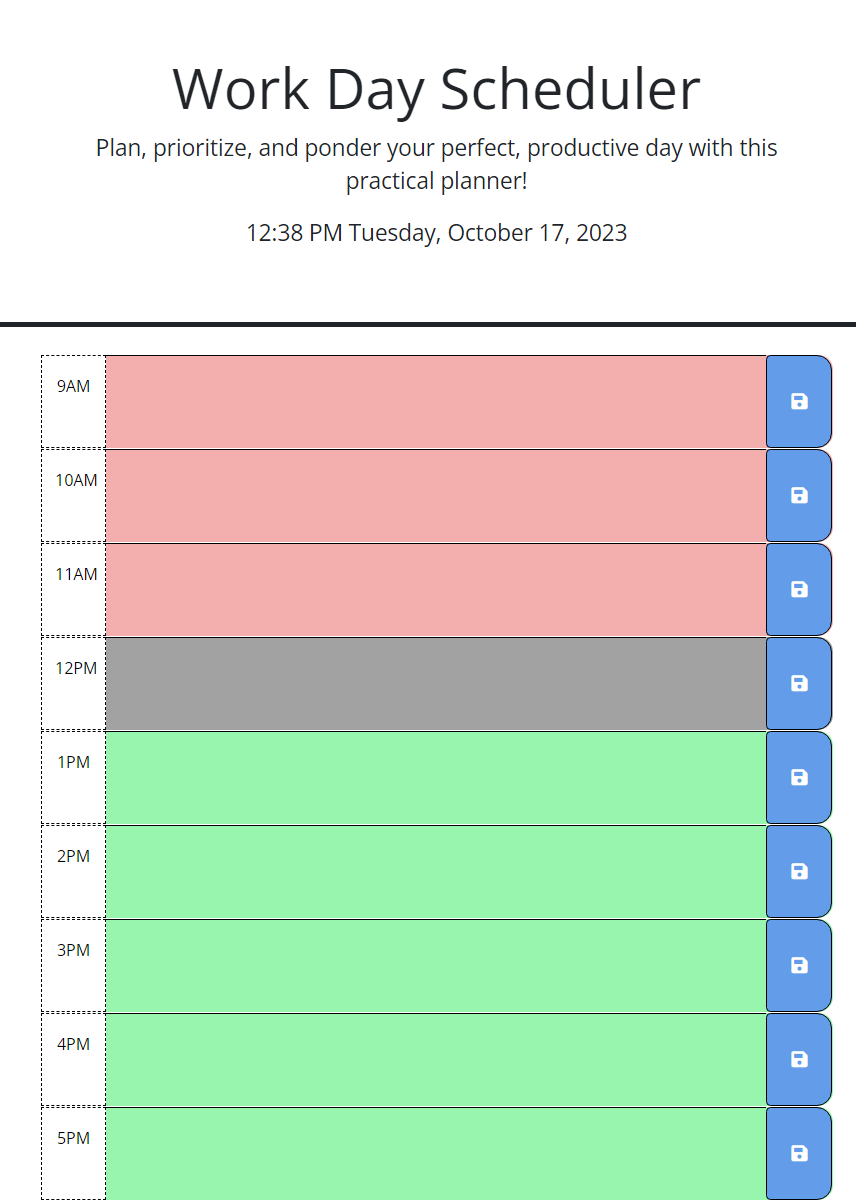 Work Day Scheduler
Plan, prioritize, and ponder your perfect, productive day with this
practical planner!
12:38 PM Tuesday, October 17, 2023
9AM
10AM
11AM
12PM
1PM
2PM
3PM
4PM
5PM